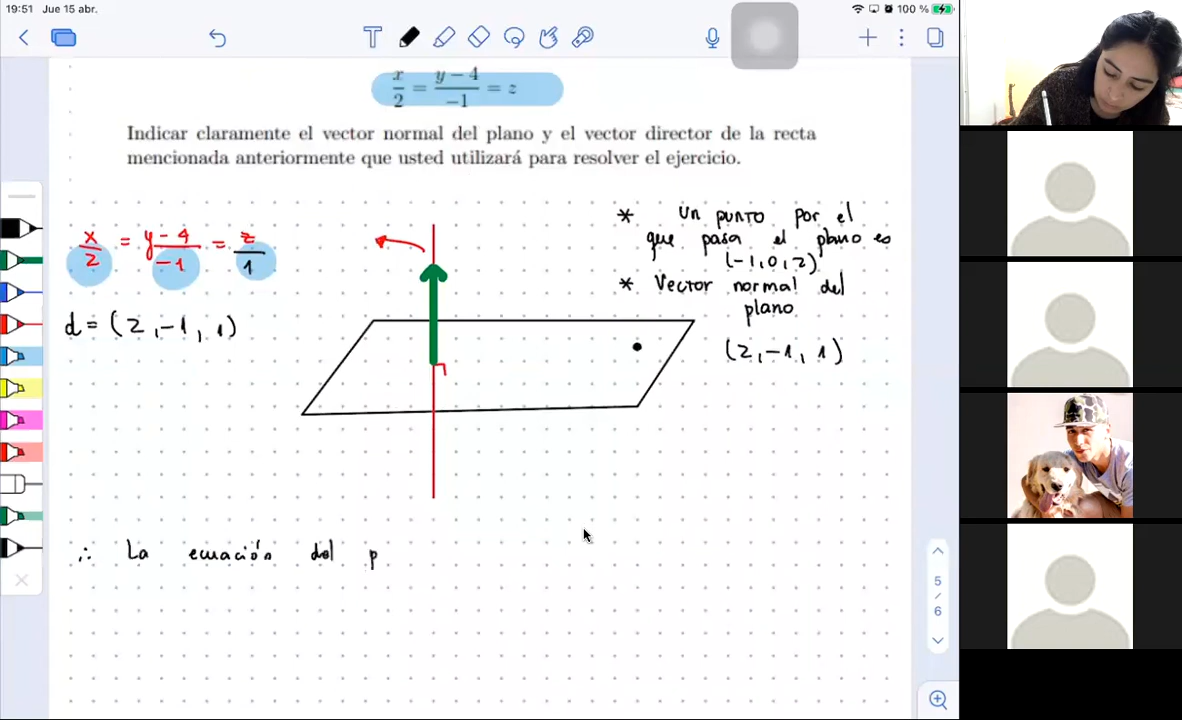 19:51 Jue 15 abr.
100 %
T
x/2 = y − 4/−1 = z
Indicar claramente el vector normal del plano y el vector director de la recta
mencionada anteriormente que usted utilizará para resolver el ejercicio.
x/2 = y − 4/−1 = z/1
d = (2, −1, 1)
* Un punto por el
que pasa el plano es
(−1, 0, 2)
* Vector normal del
plano
(2, −1, 1)
∴ La ecuación del p
5
/
6